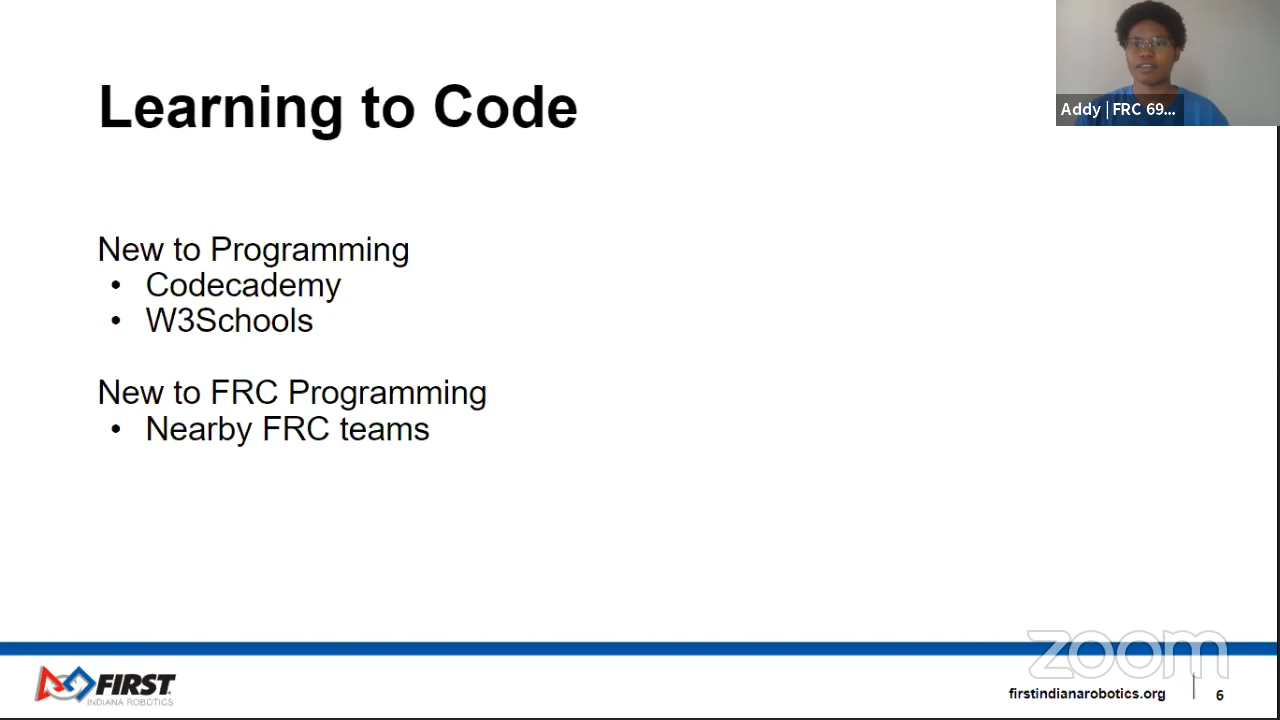 Learning to Code
Addy | FRC 69...
New to Programming
• Codecademy
• W3Schools
New to FRC Programming
• Nearby FRC teams
zoom
FIRST
INDIANA ROBOTICS
firstindianarobotics.org | 6